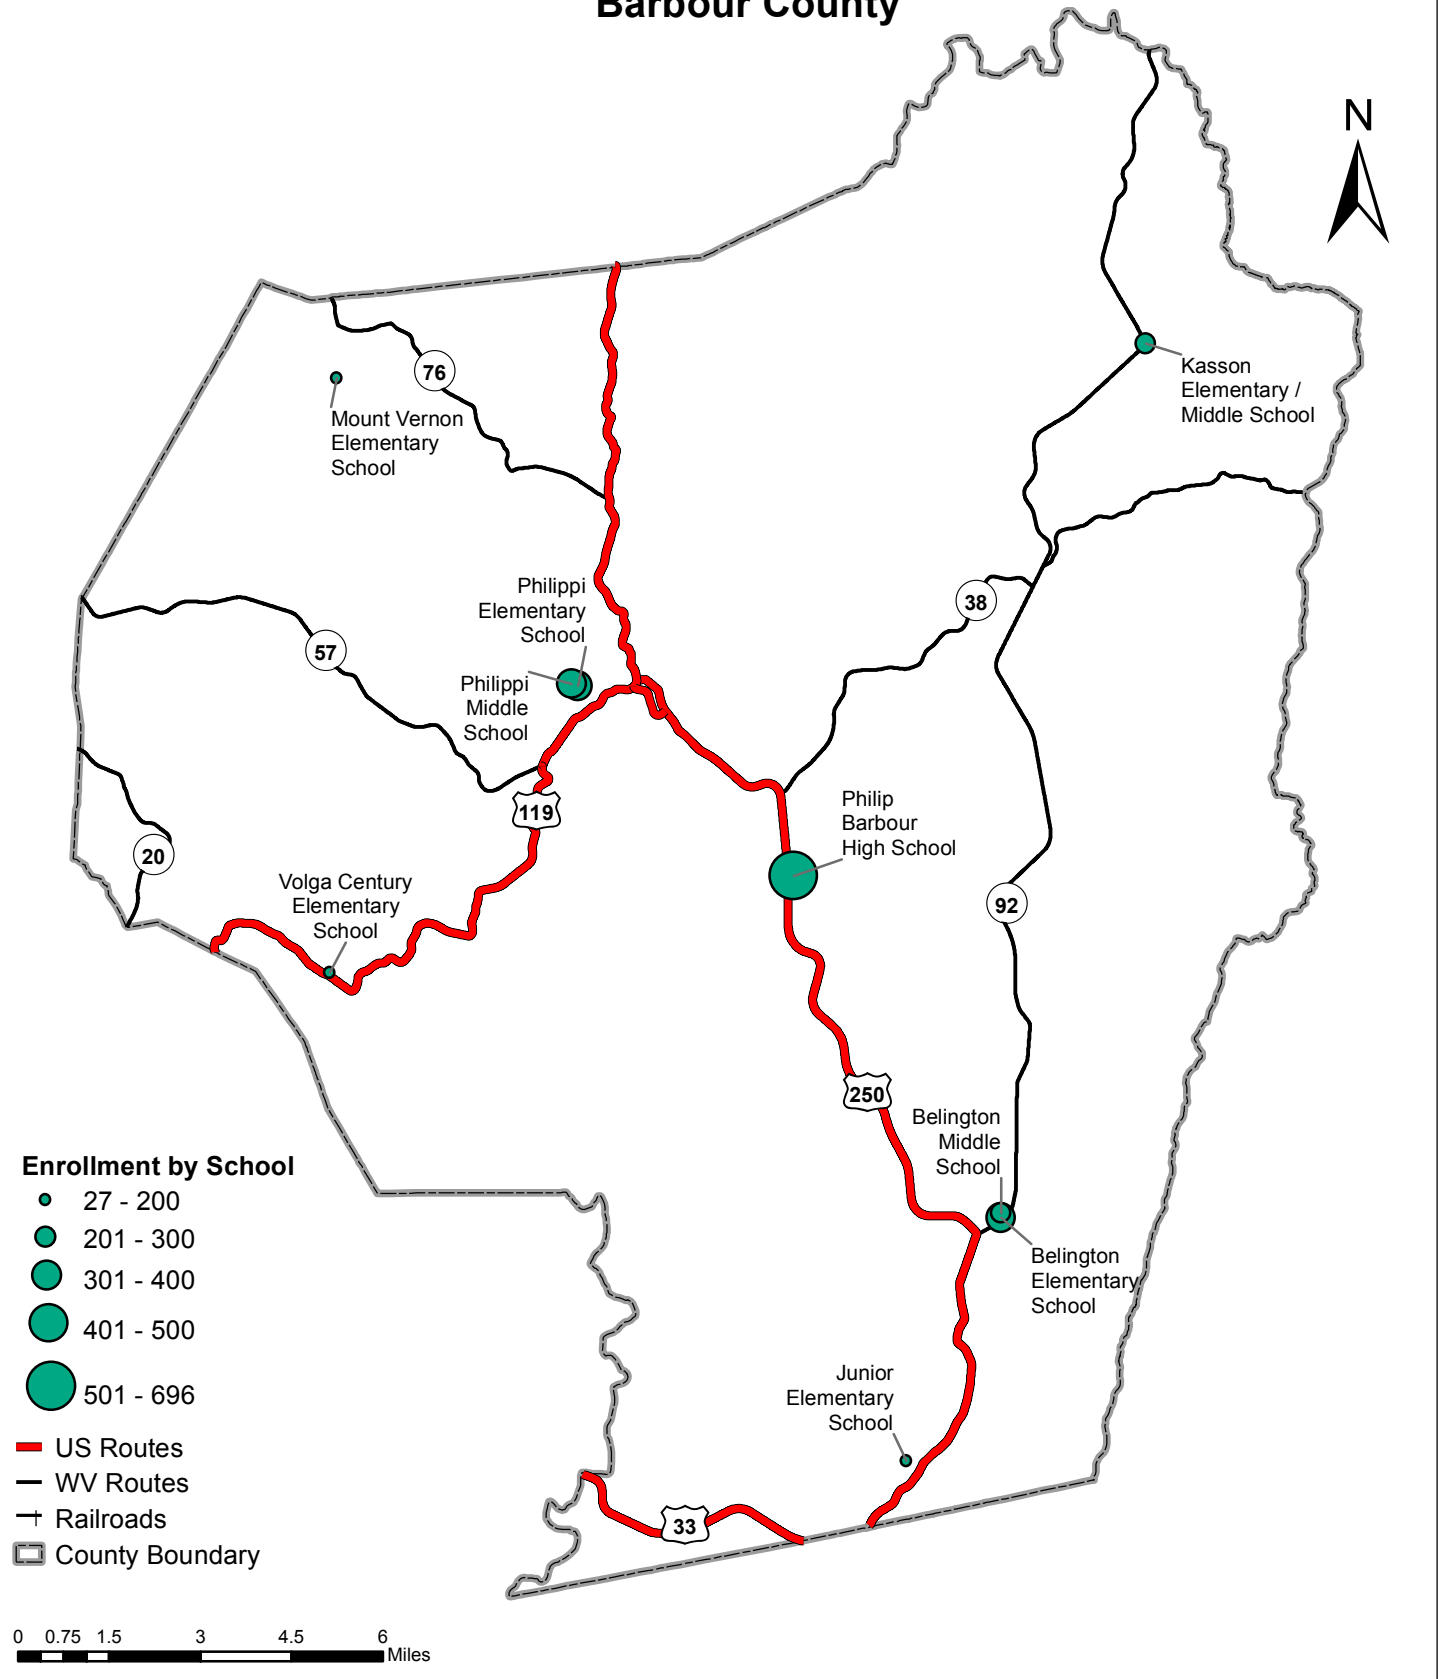 Barbour County
N
76
Mount Vernon
Elementary
School
Kasson
Elementary /
Middle School
Philippi
Elementary
School
38
57
Philippi
Middle
School
119
Philip
Barbour
High School
20
Volga Century
Elementary
School
92
250
Belington
Middle
School
Belington
Elementary
School
Junior
Elementary
School
33
Enrollment by School
27 - 200
201 - 300
301 - 400
401 - 500
501 - 696
US Routes
WV Routes
Railroads
County Boundary
0 0.75 1.5 3 4.5 6
Miles